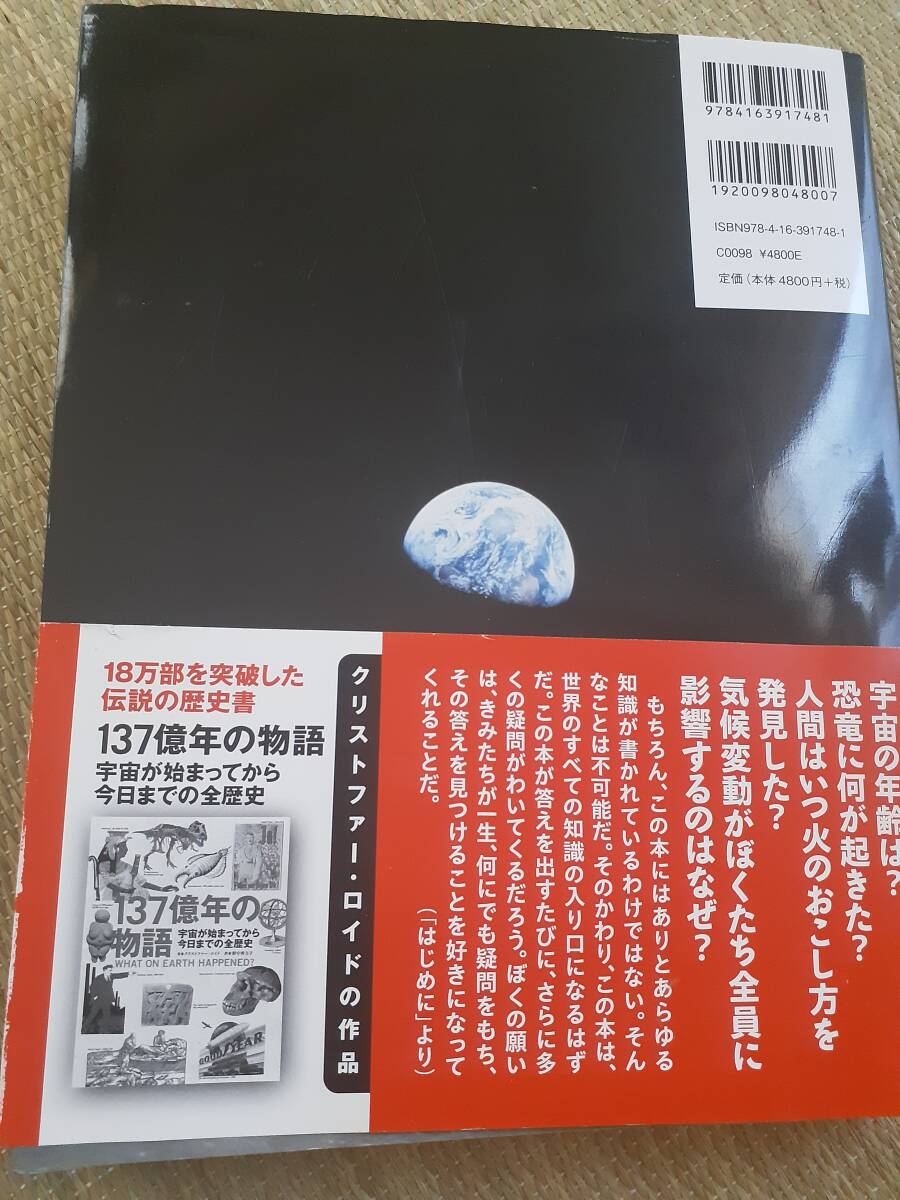 9784163917481
1920098048007
ISBN978-4-16-391748-1
C0098 ¥4800E
定価(本体4800円+税)
宇宙の年齢は?
恐竜に何が起きた?
人間はいつ火のおこし方を
発見した?
気候変動がぼくたち全員に
影響するのはなぜ?
もちろん、この本にはありとあらゆる
知識が書かれているわけではない。そん
なことは不可能だ。そのかわり、この本は、
世界のすべての知識の入り口になるはず
だ。この本が答えを出すたびに、さらに多
くの疑問がわいてくるだろう。ぼくの願い
は、きみたちが一生、何にでも疑問をもち、
その答えを見つけることを好きになって
くれることだ。
(「はじめに」より)
クリストファー・ロイドの作品
18万部を突破した
伝説の歴史書
137億年の物語
宇宙が始まってから
今日までの全歴史
137億年の
物語
宇宙が始まってから
今日までの全歴史
WHAT ON EARTH HAPPENED?
GOODYEAR